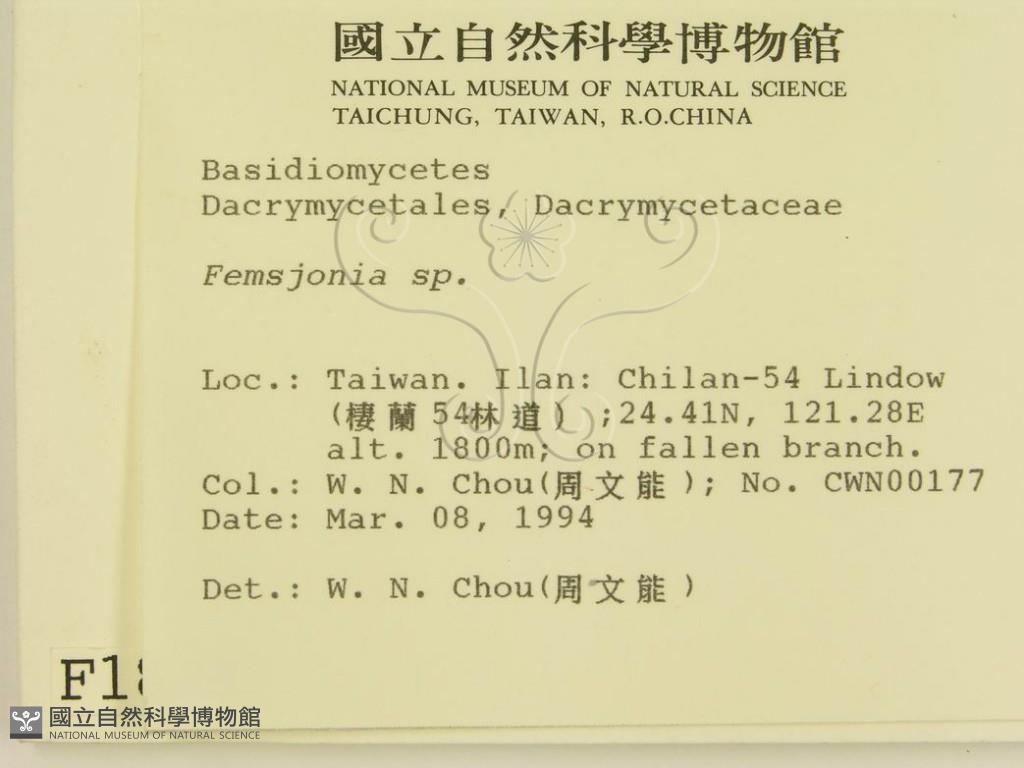 國立自然科學博物館
NATIONAL MUSEUM OF NATURAL SCIENCE
TAICHUNG, TAIWAN, R.O.CHINA
Basidiomycetes
Dacrymycetales, Dacrymycetaceae
Femsjonia sp.
Loc.: Taiwan. Ilan: Chilan-54 Lindow
(棲蘭54林道);24.41N, 121.28E
alt. 1800m; on fallen branch.
Col.: W. N. Chou(周文能); No. CWN00177
Date: Mar. 08, 1994
Det.: W. N. Chou(周文能)
國立自然科學博物館
NATIONAL MUSEUM OF NATURAL SCIENCE